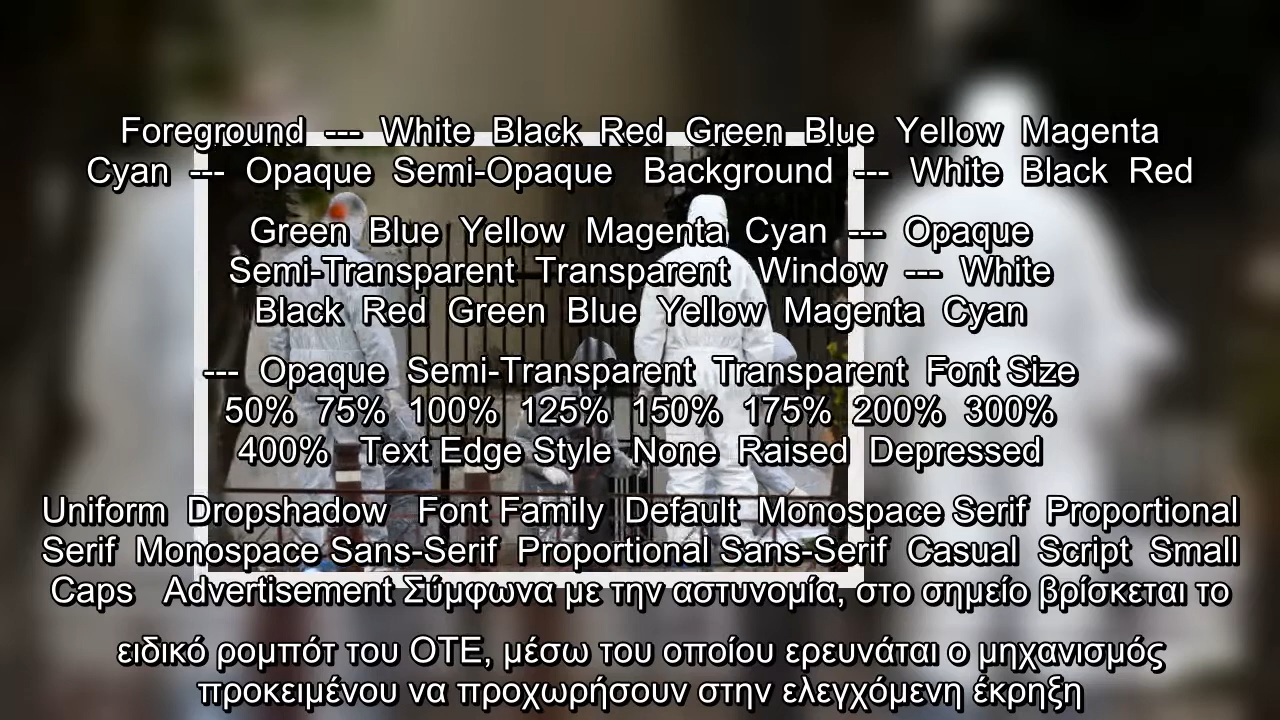 Foreground --- White Black Red Green Blue Yellow Magenta
Cyan --- Opaque Semi-Opaque Background --- White Black Red
Green Blue Yellow Magenta Cyan --- Opaque
Semi-Transparent Transparent Window --- White
Black Red Green Blue Yellow Magenta Cyan
--- Opaque Semi-Transparent Transparent Font Size
50% 75% 100% 125% 150% 175% 200% 300%
400% Text Edge Style None Raised Depressed
Uniform Dropshadow Font Family Default Monospace Serif Proportional
Serif Monospace Sans-Serif Proportional Sans-Serif Casual Script Small
Caps Advertisement Σύμφωνα με την αστυνομία, στο σημείο βρίσκεται το
ειδικό ρομπότ του ΟΤΕ, μέσω του οποίου ερευνάται ο μηχανισμός
προκειμένου να προχωρήσουν στην ελεγχόμενη έκρηξη